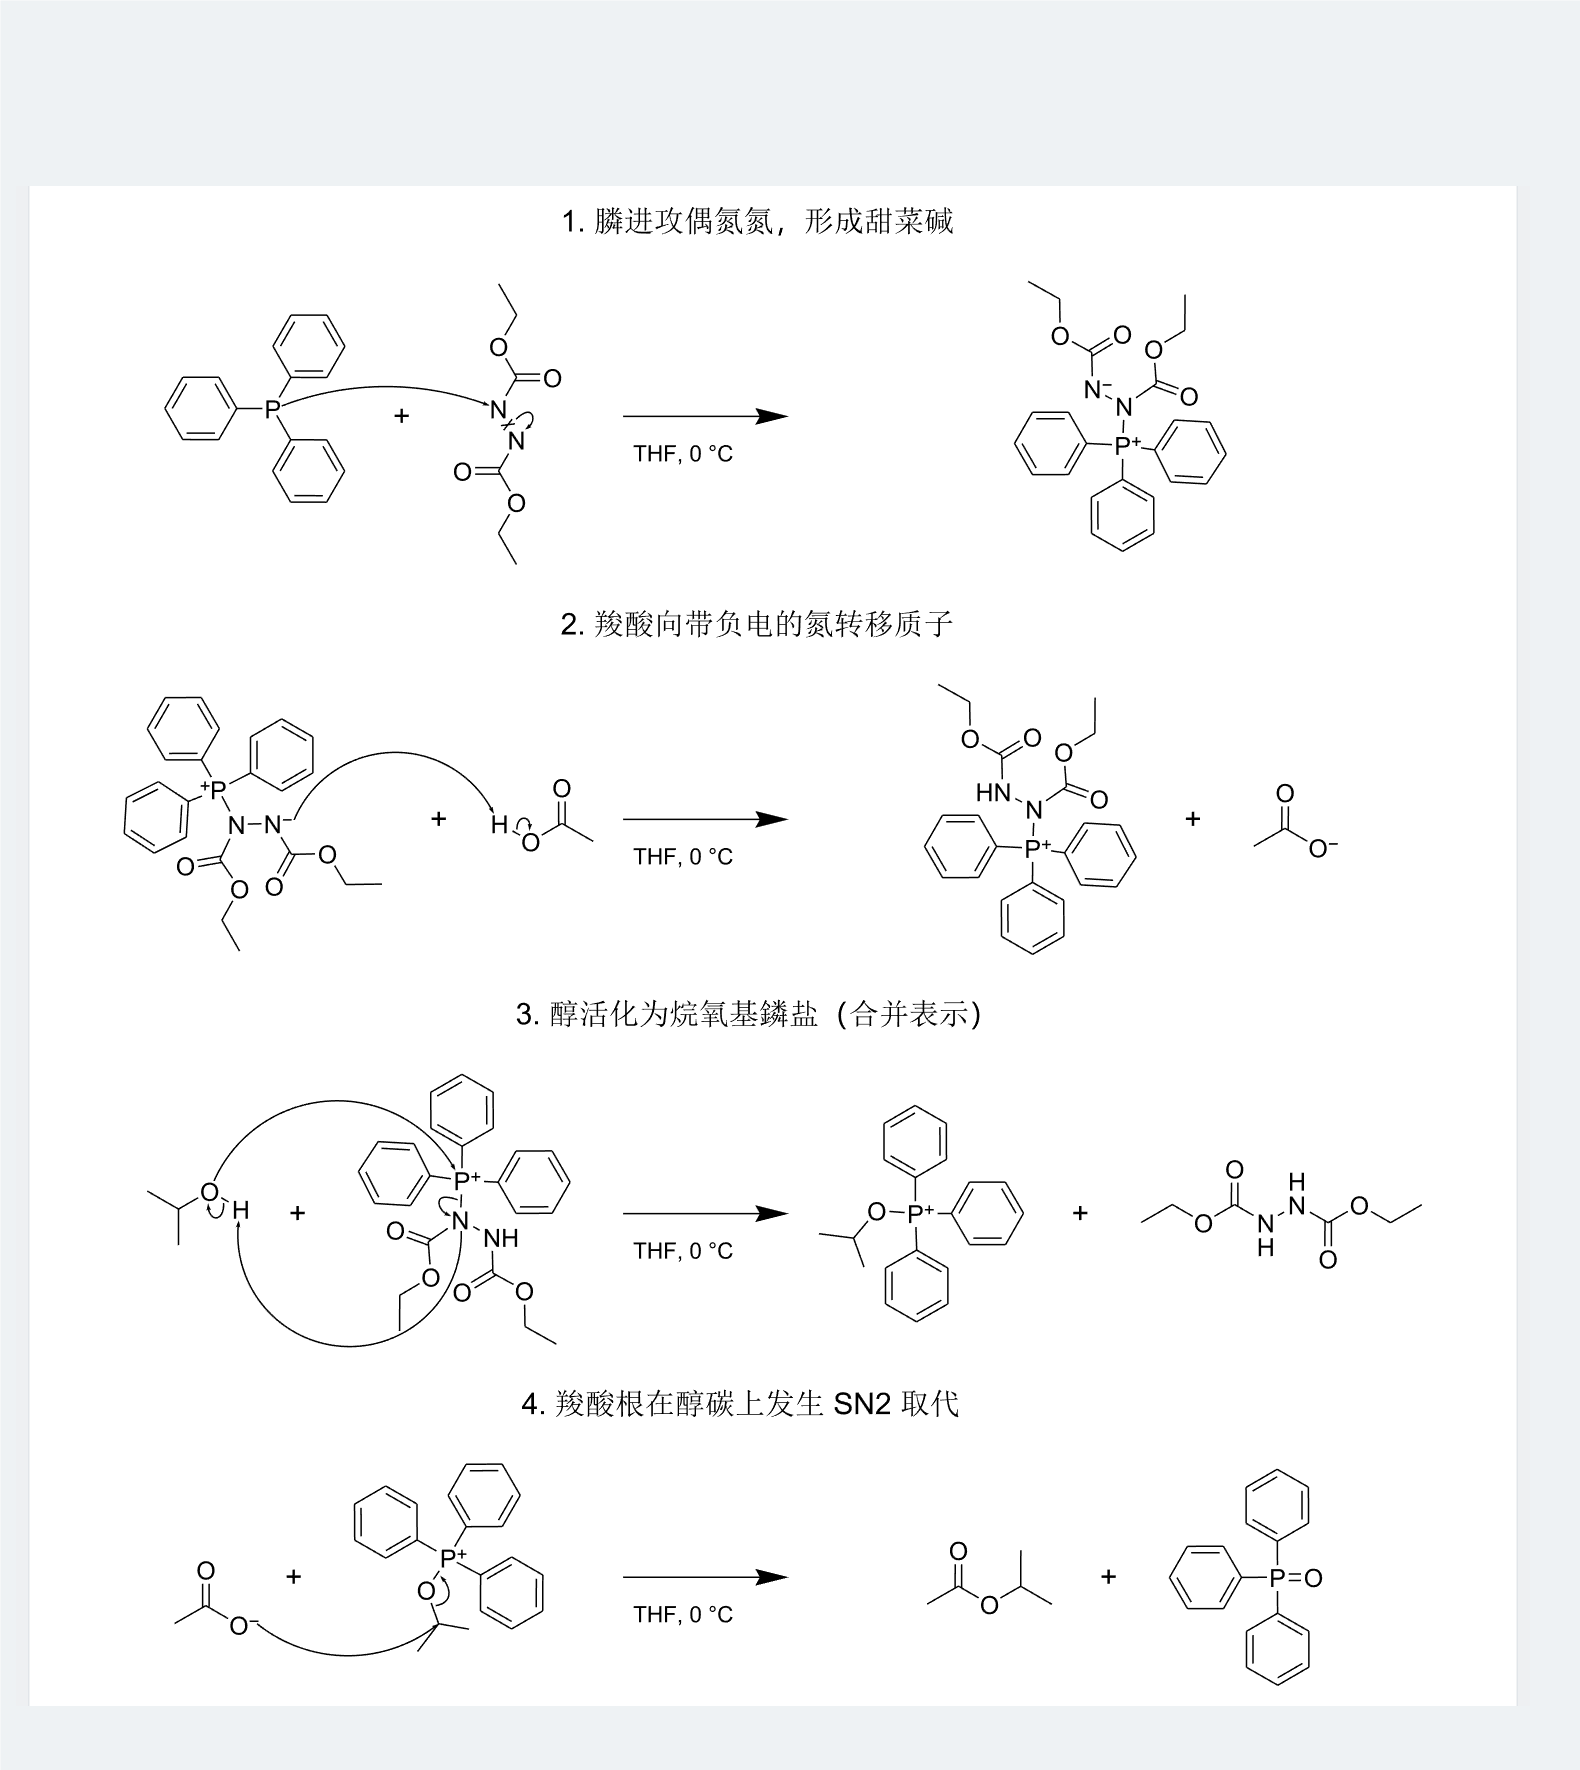 1. 膦进攻偶氮氮，形成甜菜碱
P + N N O O O O
THF, 0 °C
O O O O N⁻ N P⁺
2. 羧酸向带负电的氮转移质子
⁺P N N⁻ O O O O + H O O
THF, 0 °C
O O O O HN N P⁺ + O O⁻
3. 醇活化为烷氧基鏻盐（合并表示）
O H + P⁺ N NH O O O O
THF, 0 °C
O P⁺ + O O N H N H O O
4. 羧酸根在醇碳上发生 SN2 取代
O O⁻ + P⁺ O
THF, 0 °C
O O + P=O